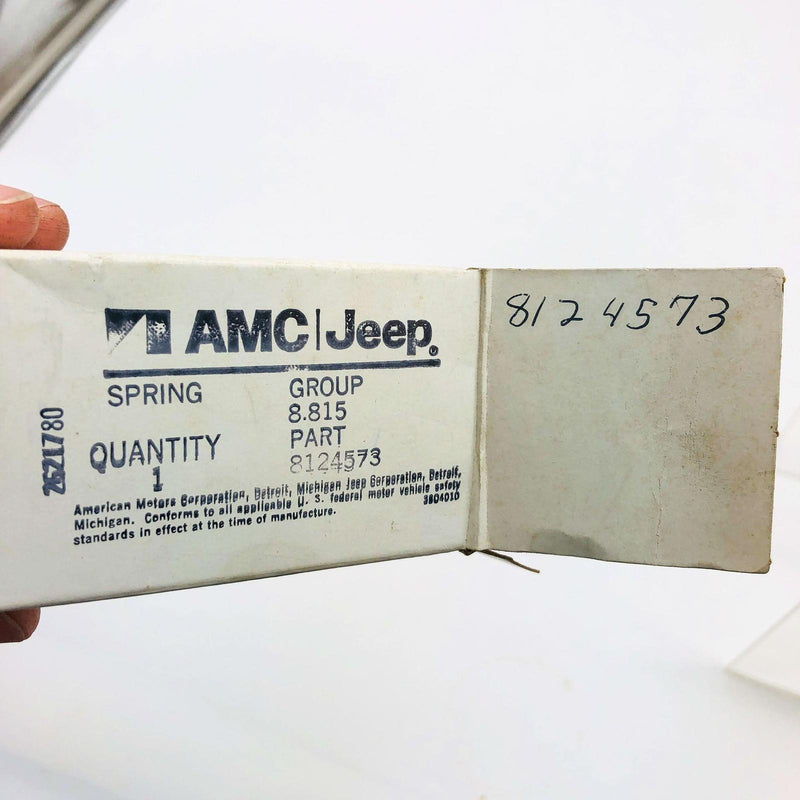 AMC|Jeep®
SPRING GROUP
8.815
QUANTITY PART
1 8124573
American Motors Corporation, Detroit, Michigan Jeep Corporation, Detroit,
Michigan. Conforms to all applicable U. S. federal motor vehicle safety
standards in effect at the time of manufacture. 3804010
2621780
8124573